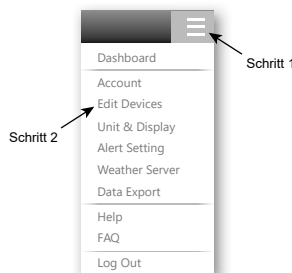 Dashboard
Schritt 1
Account
Edit Devices
Unit & Display
Schritt 2
Alert Setting
Weather Server
Data Export
Help
FAQ
Log Out